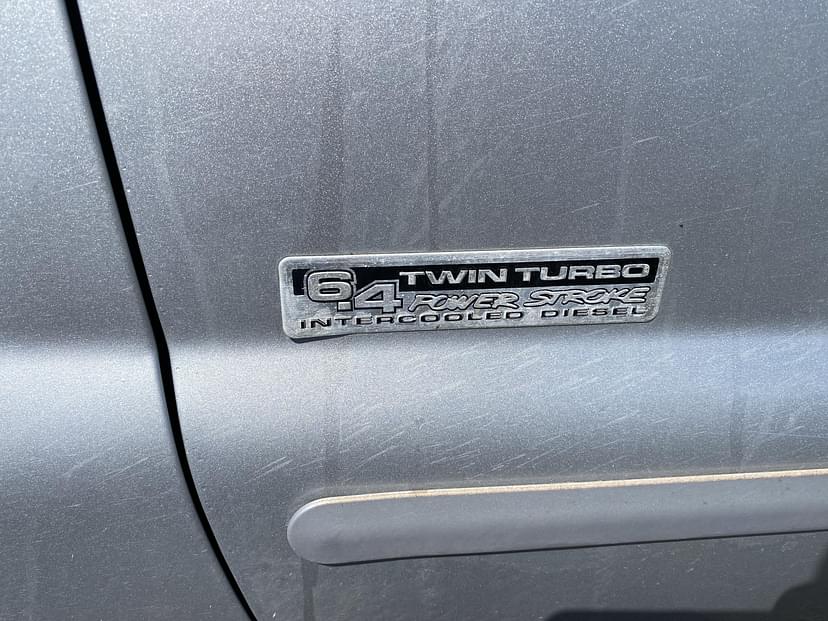 6.4 TWIN TURBO
POWER STROKE
INTERCOOLED DIESEL